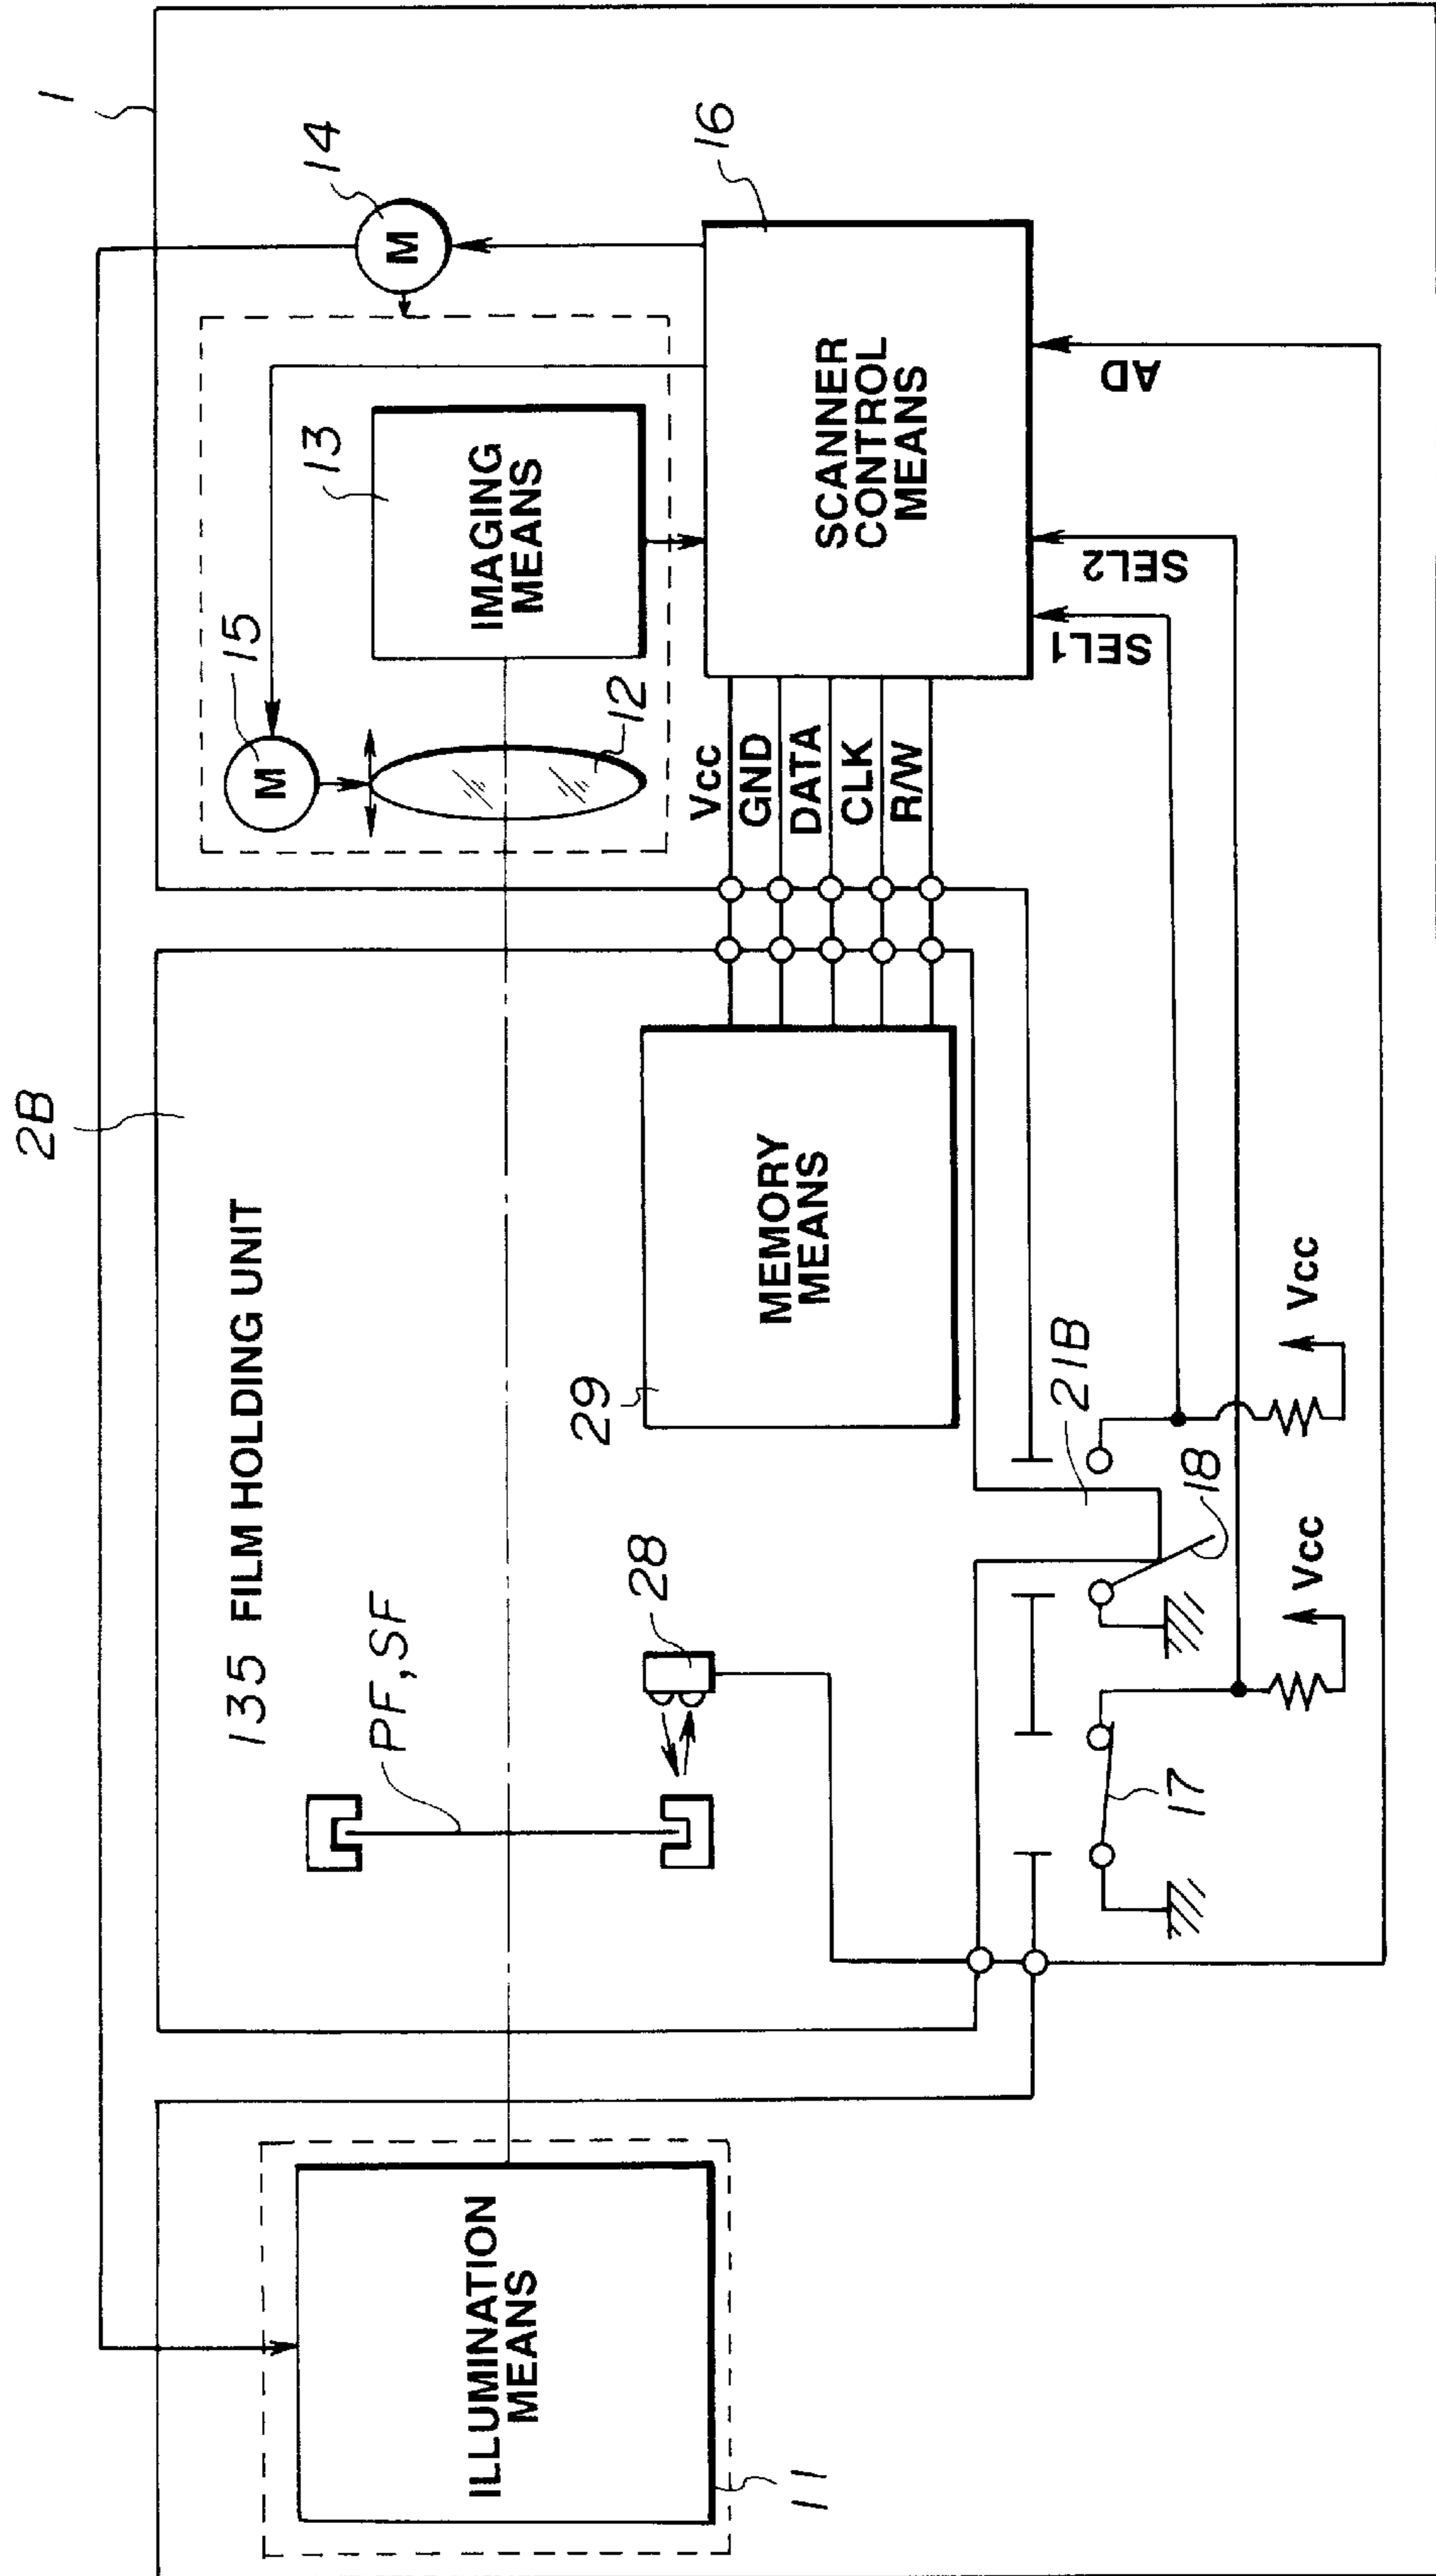 1
2B
14
M
16
15
M
13
IMAGING
MEANS
12
SCANNER
CONTROL
MEANS
Vcc
GND
DATA
CLK
R/W
AD
SEL2
SEL1
135 FILM HOLDING UNIT
PF,SF
28
29
MEMORY
MEANS
21B
18
17
Vcc
Vcc
ILLUMINATION
MEANS
11